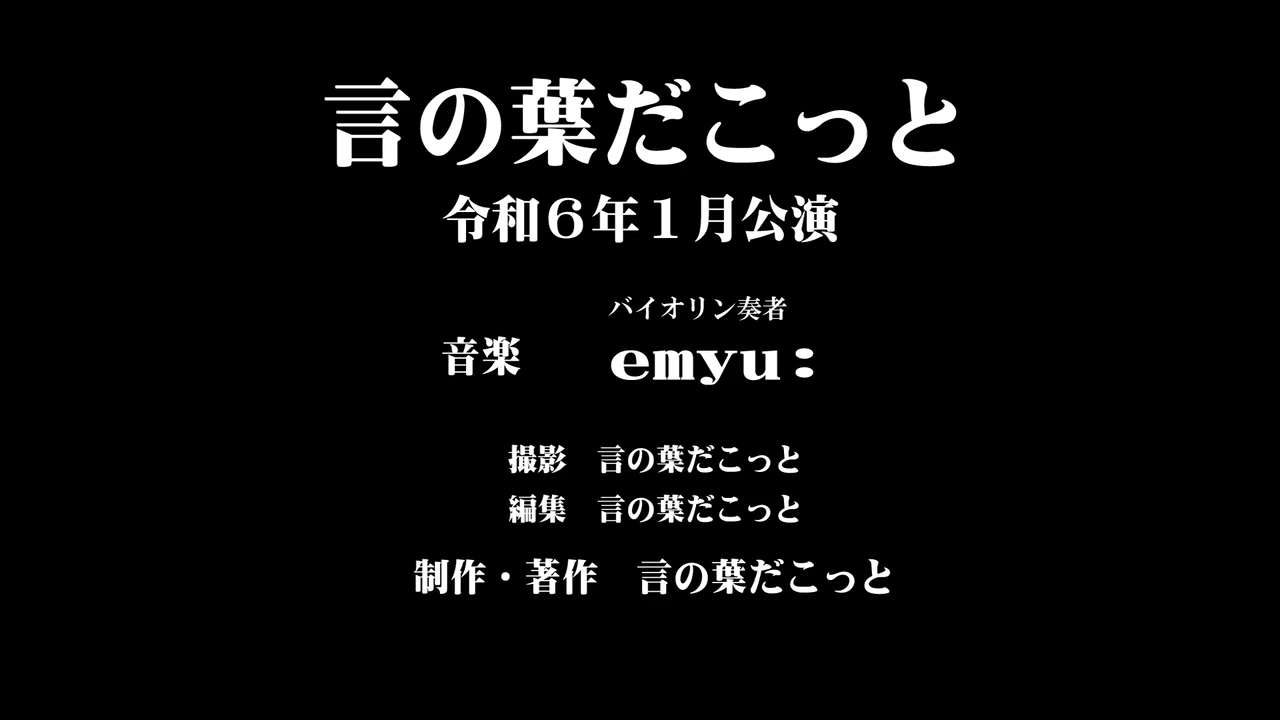 言の葉だこっと
令和６年１月公演
バイオリン奏者
音楽　emyu:
撮影　言の葉だこっと
編集　言の葉だこっと
制作・著作　言の葉だこっと